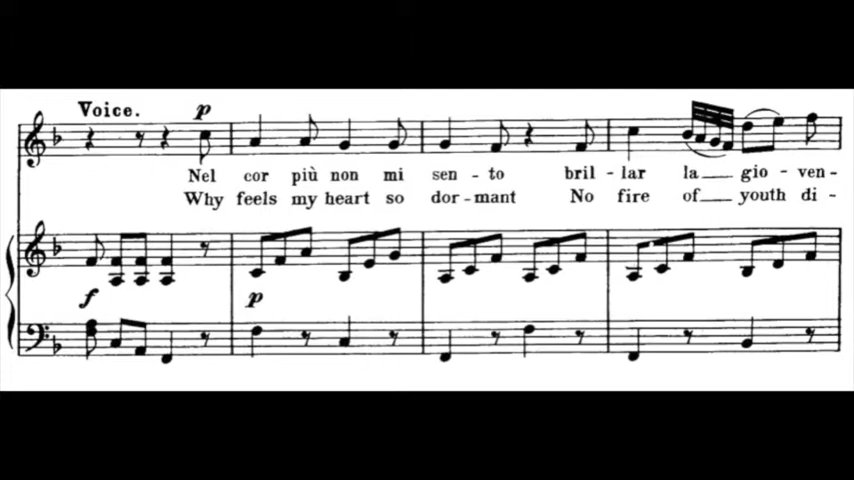 Voice. p
Nel cor più non mi sen - to bril - lar la gio - ven -
Why feels my heart so dor - mant No fire of youth di -
f p